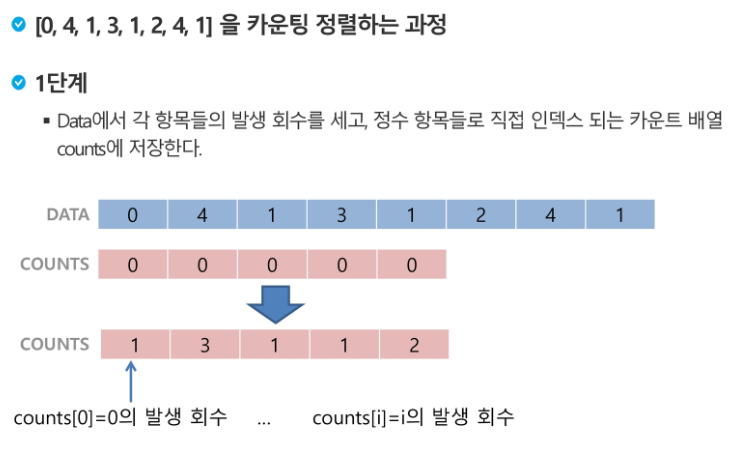 [0, 4, 1, 3, 1, 2, 4, 1] 을 카운팅 정렬하는 과정
1단계
▪ Data에서 각 항목들의 발생 회수를 세고, 정수 항목들로 직접 인덱스 되는 카운트 배열
counts에 저장한다.
DATA 0 4 1 3 1 2 4 1
COUNTS 0 0 0 0 0
COUNTS 1 3 1 1 2
counts[0]=0의 발생 회수 ... counts[i]=i의 발생 회수